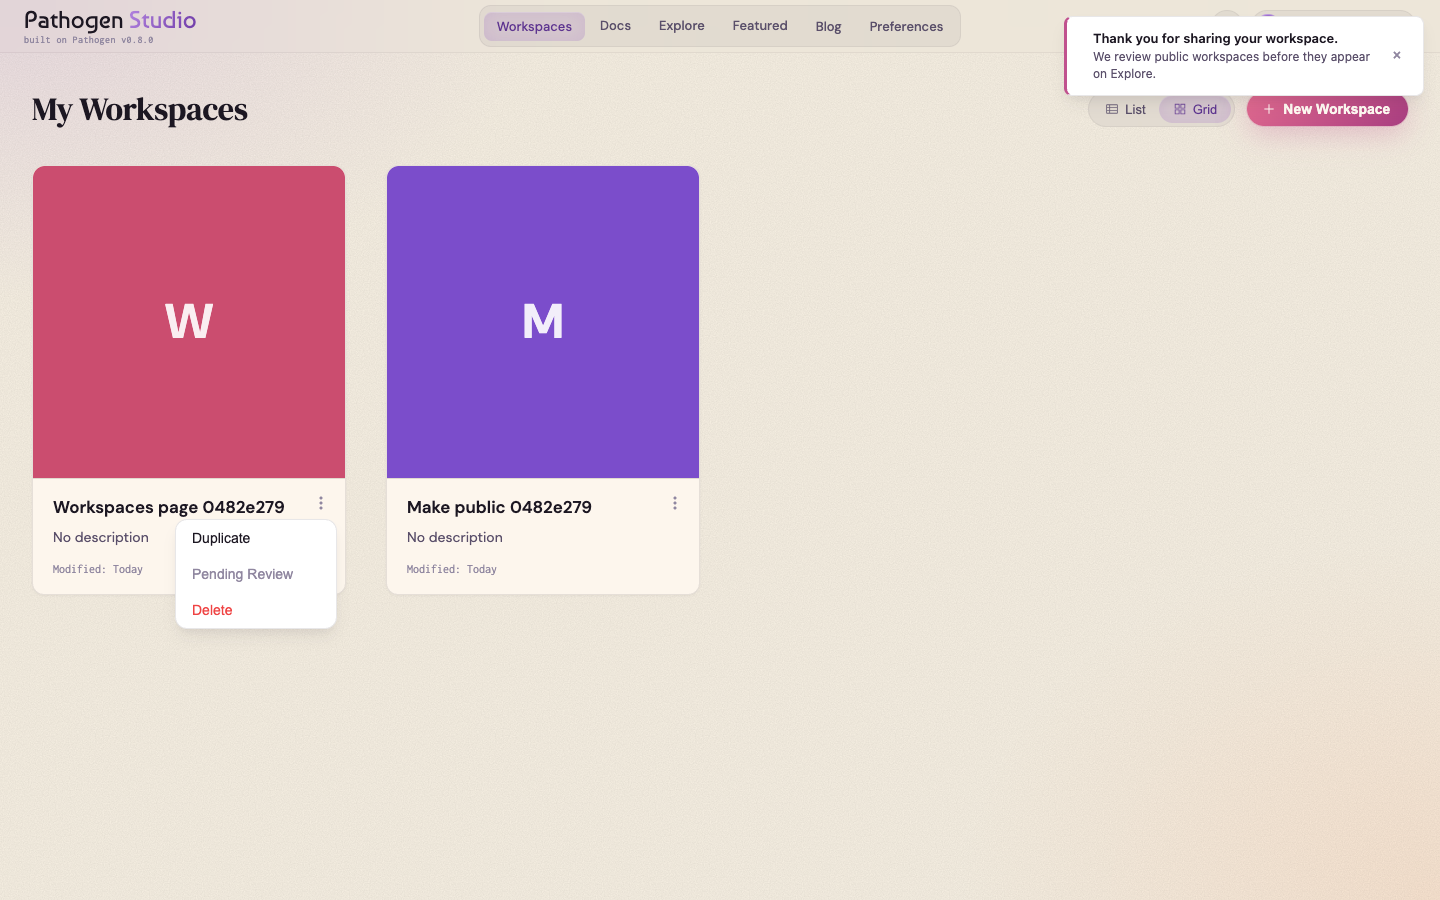 Pathogen Studio
built on Pathogen v0.8.0
Workspaces
Docs
Explore
Featured
Blog
Preferences
Thank you for sharing your workspace.
We review public workspaces before they appear
on Explore.
×
My Workspaces
List
Grid
+ New Workspace
W
M
Workspaces page 0482e279
No description
Modified: Today
Duplicate
Pending Review
Delete
Make public 0482e279
No description
Modified: Today